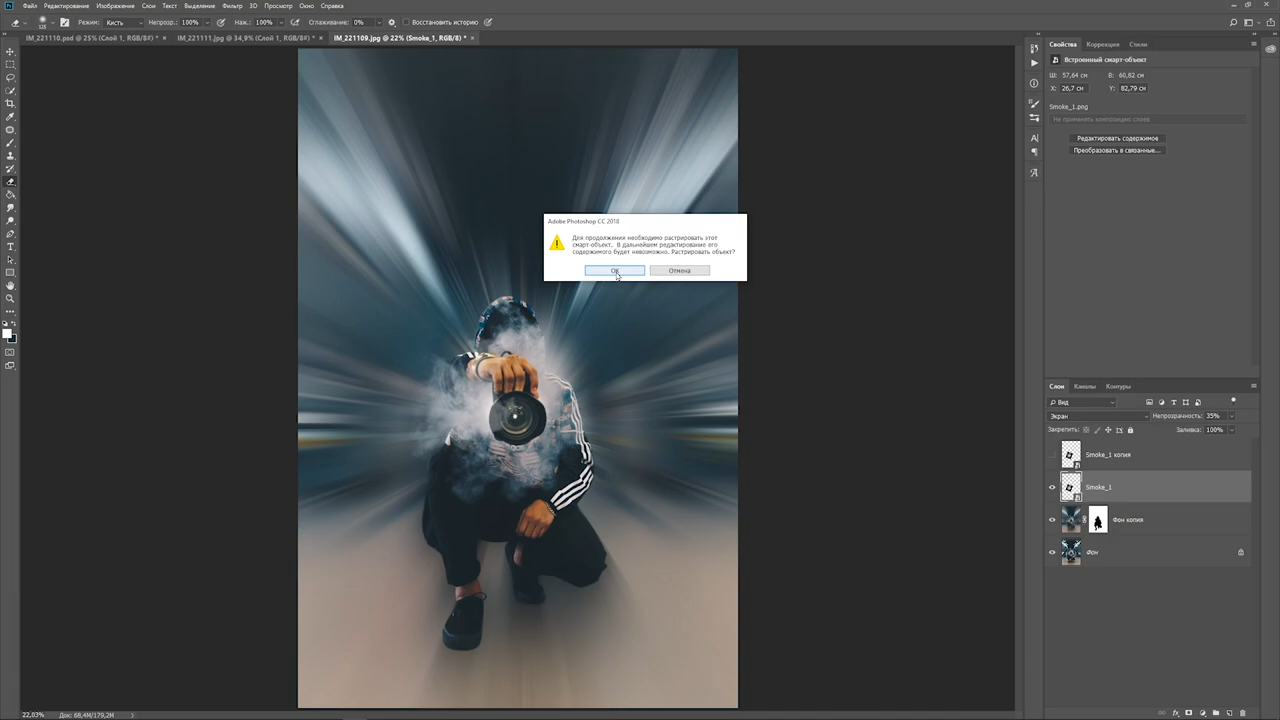 Файл Редактирование Изображение Слои Текст Выделение Фильтр 3D Просмотр Окно Справка
Режим: Кисть Непрозр.: 100% Наж.: 100% Сглаживание: 0% Восстановить историю
IM_221110.psd @ 25% (Слой 1, RGB/8#) * × IM_221111.jpg @ 34,9% (Слой 1, RGB/8#) * × IM_221109.jpg @ 22% (Smoke_1, RGB/8) * ×
Свойства Коррекция Стили
Встроенный смарт-объект
Ш: 57,64 см В: 60,82 см
X: 26,7 см Y: 82,79 см
Smoke_1.png
Не применять композицию слоев
Редактировать содержимое
Преобразовать в связанные...
Adobe Photoshop CC 2018
Для продолжения необходимо растрировать этот
смарт-объект. В дальнейшем редактирование его
содержимого будет невозможно. Растрировать объект?
ОК Отмена
Слои Каналы Контуры
Вид
Экран Непрозрачность: 35%
Закрепить: Заливка: 100%
Smoke_1 копия
Smoke_1
Фон копия
Фон
22,03% Док: 68,4M/179,2M